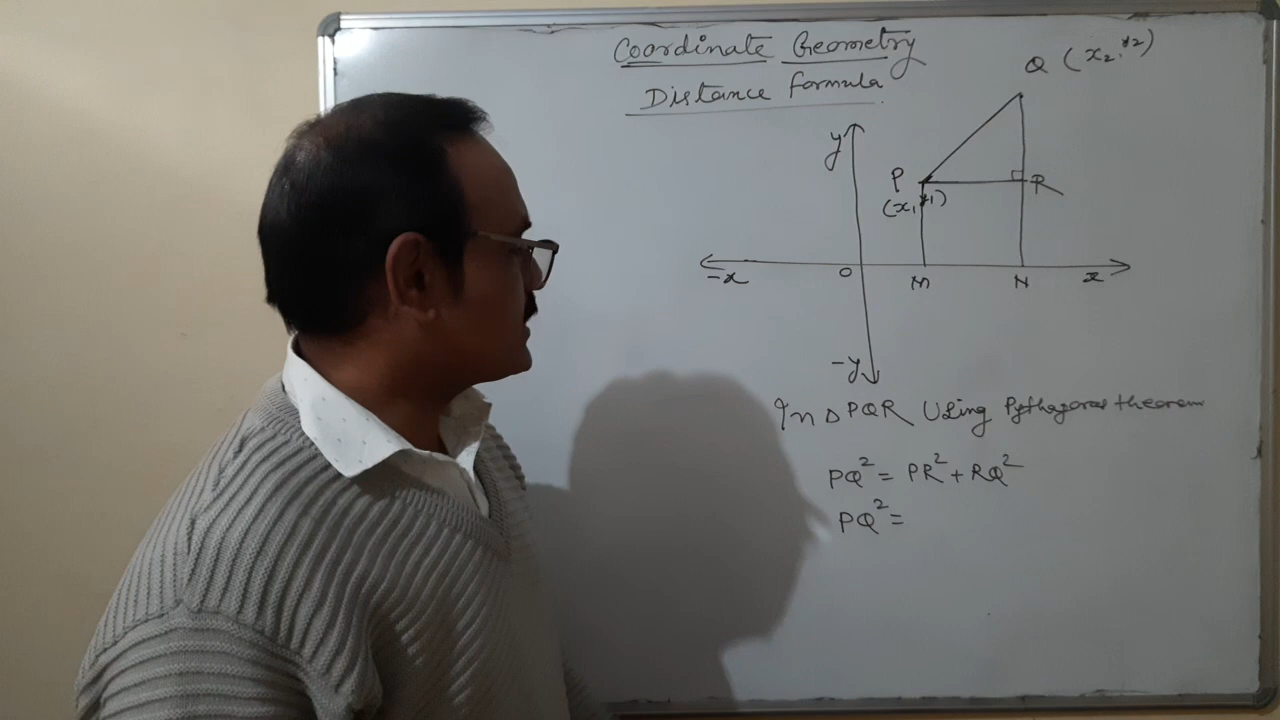 Coordinate Geometry
Distance formula
Q (x₂, y₂)
y
P
R
(x₁, y₁)
-x
O
M
N
x
-y
In Δ PQR Using Pythagoras theorem
PQ² = PR² + RQ²
PQ² =